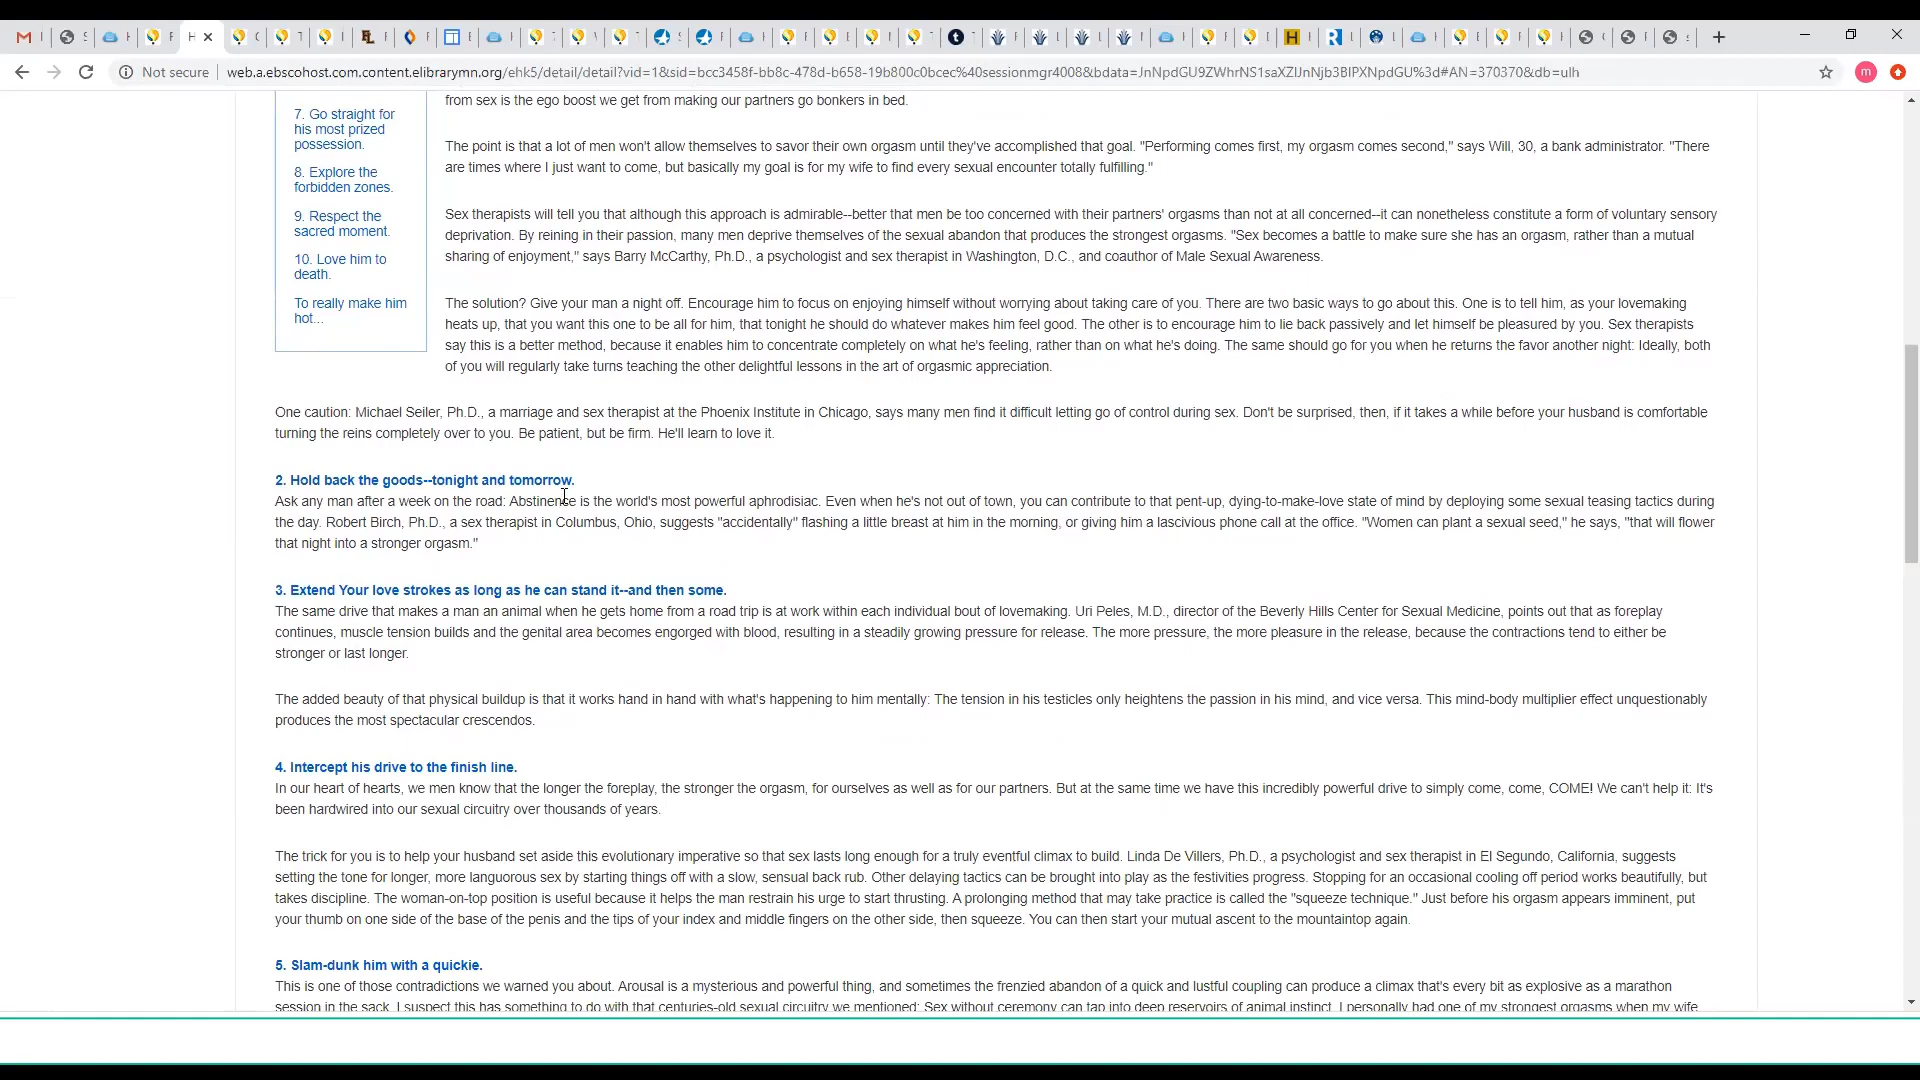 Not secure
web.a.ebscohost.com.content.elibrarymn.org/ehk5/detail/detail?vid=1&sid=bcc3458f-bb8c-478d-b658-19b800c0bcec%40sessionmgr4008&bdata=JnNpdGU9ZWhrNS1saXZlJnNjb3BlPXNpdGU%3d#AN=370370&db=ulh
m
7. Go straight for
his most prized
possession.
8. Explore the
forbidden zones.
9. Respect the
sacred moment.
10. Love him to
death.
To really make him
hot...
from sex is the ego boost we get from making our partners go bonkers in bed.
The point is that a lot of men won't allow themselves to savor their own orgasm until they've accomplished that goal. "Performing comes first, my orgasm comes second," says Will, 30, a bank administrator. "There
are times where I just want to come, but basically my goal is for my wife to find every sexual encounter totally fulfilling."
Sex therapists will tell you that although this approach is admirable--better that men be too concerned with their partners' orgasms than not at all concerned--it can nonetheless constitute a form of voluntary sensory
deprivation. By reining in their passion, many men deprive themselves of the sexual abandon that produces the strongest orgasms. "Sex becomes a battle to make sure she has an orgasm, rather than a mutual
sharing of enjoyment," says Barry McCarthy, Ph.D., a psychologist and sex therapist in Washington, D.C., and coauthor of Male Sexual Awareness.
The solution? Give your man a night off. Encourage him to focus on enjoying himself without worrying about taking care of you. There are two basic ways to go about this. One is to tell him, as your lovemaking
heats up, that you want this one to be all for him, that tonight he should do whatever makes him feel good. The other is to encourage him to lie back passively and let himself be pleasured by you. Sex therapists
say this is a better method, because it enables him to concentrate completely on what he's feeling, rather than on what he's doing. The same should go for you when he returns the favor another night: Ideally, both
of you will regularly take turns teaching the other delightful lessons in the art of orgasmic appreciation.
One caution: Michael Seiler, Ph.D., a marriage and sex therapist at the Phoenix Institute in Chicago, says many men find it difficult letting go of control during sex. Don't be surprised, then, if it takes a while before your husband is comfortable
turning the reins completely over to you. Be patient, but be firm. He'll learn to love it.
2. Hold back the goods--tonight and tomorrow.
Ask any man after a week on the road: Abstinence is the world's most powerful aphrodisiac. Even when he's not out of town, you can contribute to that pent-up, dying-to-make-love state of mind by deploying some sexual teasing tactics during
the day. Robert Birch, Ph.D., a sex therapist in Columbus, Ohio, suggests "accidentally" flashing a little breast at him in the morning, or giving him a lascivious phone call at the office. "Women can plant a sexual seed," he says, "that will flower
that night into a stronger orgasm."
3. Extend Your love strokes as long as he can stand it--and then some.
The same drive that makes a man an animal when he gets home from a road trip is at work within each individual bout of lovemaking. Uri Peles, M.D., director of the Beverly Hills Center for Sexual Medicine, points out that as foreplay
continues, muscle tension builds and the genital area becomes engorged with blood, resulting in a steadily growing pressure for release. The more pressure, the more pleasure in the release, because the contractions tend to either be
stronger or last longer.
The added beauty of that physical buildup is that it works hand in hand with what's happening to him mentally: The tension in his testicles only heightens the passion in his mind, and vice versa. This mind-body multiplier effect unquestionably
produces the most spectacular crescendos.
4. Intercept his drive to the finish line.
In our heart of hearts, we men know that the longer the foreplay, the stronger the orgasm, for ourselves as well as for our partners. But at the same time we have this incredibly powerful drive to simply come, come, COME! We can't help it: It's
been hardwired into our sexual circuitry over thousands of years.
The trick for you is to help your husband set aside this evolutionary imperative so that sex lasts long enough for a truly eventful climax to build. Linda De Villers, Ph.D., a psychologist and sex therapist in El Segundo, California, suggests
setting the tone for longer, more languorous sex by starting things off with a slow, sensual back rub. Other delaying tactics can be brought into play as the festivities progress. Stopping for an occasional cooling off period works beautifully, but
takes discipline. The woman-on-top position is useful because it helps the man restrain his urge to start thrusting. A prolonging method that may take practice is called the "squeeze technique." Just before his orgasm appears imminent, put
your thumb on one side of the base of the penis and the tips of your index and middle fingers on the other side, then squeeze. You can then start your mutual ascent to the mountaintop again.
5. Slam-dunk him with a quickie.
This is one of those contradictions we warned you about. Arousal is a mysterious and powerful thing, and sometimes the frenzied abandon of a quick and lustful coupling can produce a climax that's every bit as explosive as a marathon
session in the sack. I suspect this has something to do with that centuries-old sexual circuitry we mentioned: Sex without ceremony can tap into deep reservoirs of animal instinct. I personally had one of my strongest orgasms when my wife